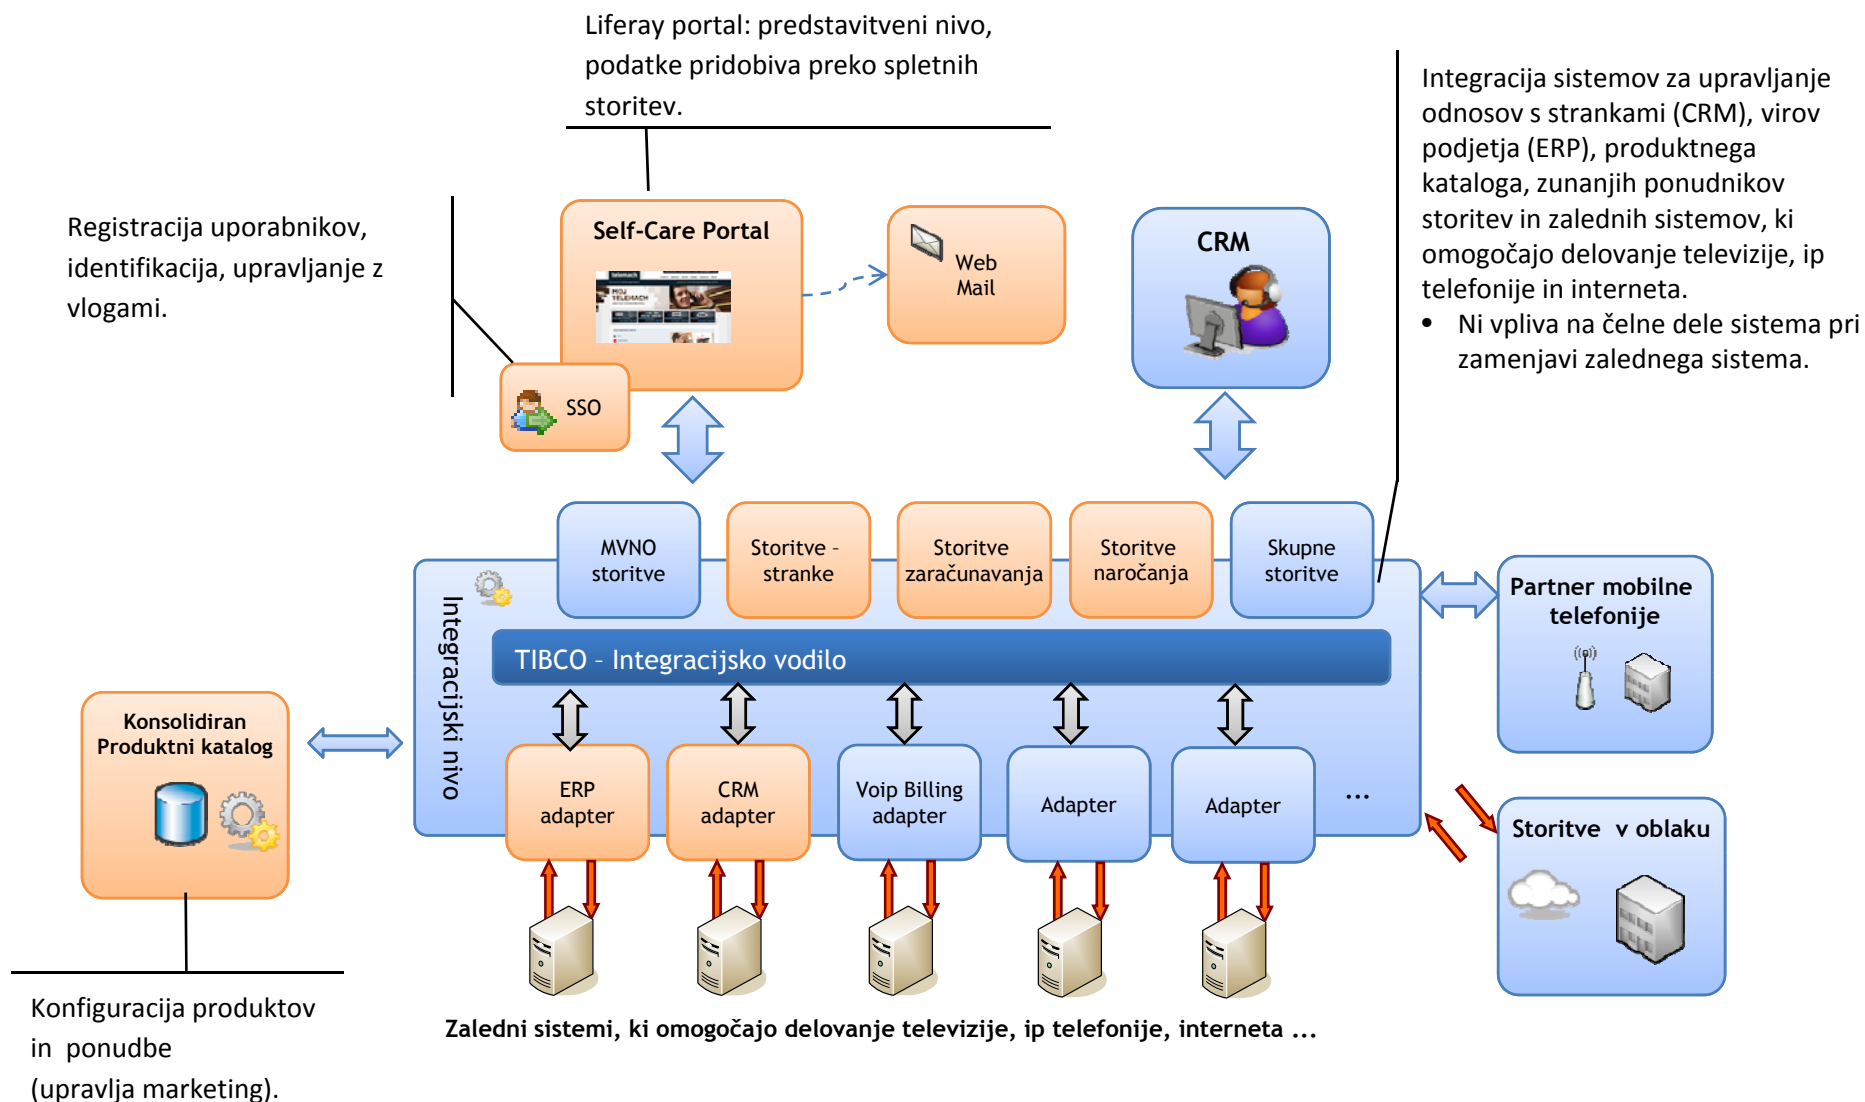 Liferay portal: predstavitveni nivo,
podatke pridobiva preko spletnih
storitev.
Integracija sistemov za upravljanje
odnosov s strankami (CRM), virov
podjetja (ERP), produktnega
kataloga, zunanjih ponudnikov
storitev in zalednih sistemov, ki
omogočajo delovanje televizije, ip
telefonije in interneta.
• Ni vpliva na čelne dele sistema pri
zamenjavi zalednega sistema.
Registracija uporabnikov,
identifikacija, upravljanje z
vlogami.
Self-Care Portal
telemach
MOJ
TELEMACH
Web
Mail
CRM
SSO
MVNO
storitve
Storitve –
stranke
Storitve
zaračunavanja
Storitve
naročanja
Skupne
storitve
Integracijski nivo
TIBCO – Integracijsko vodilo
Partner mobilne
telefonije
Konsolidiran
Produktni katalog
ERP
adapter
CRM
adapter
Voip Billing
adapter
Adapter
Adapter
...
Storitve v oblaku
Zaledni sistemi, ki omogočajo delovanje televizije, ip telefonije, interneta ...
Konfiguracija produktov
in ponudbe
(upravlja marketing).